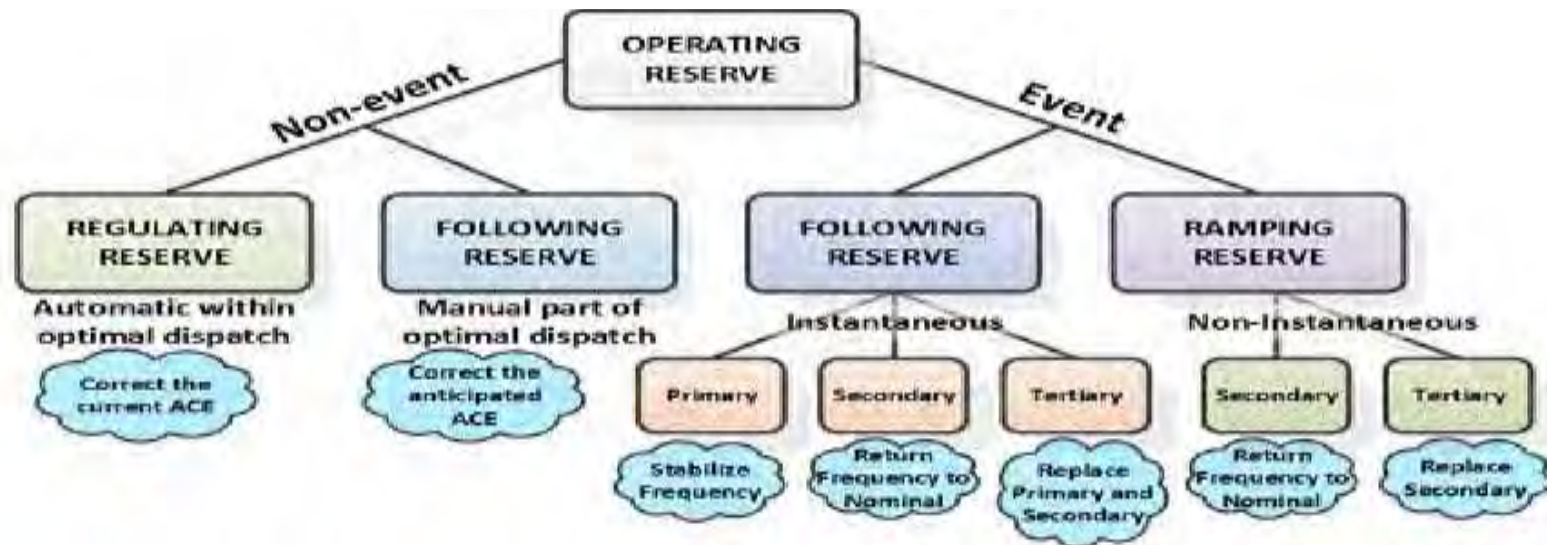 OPERATING
RESERVE
Non-event
Event
REGULATING
RESERVE
FOLLOWING
RESERVE
FOLLOWING
RESERVE
RAMPING
RESERVE
Automatic within
optimal dispatch
Manual part of
optimal dispatch
Instantaneous
Non-Instantaneous
Correct the
current ACE
Correct the
anticipated
ACE
Primary
Secondary
Tertiary
Secondary
Tertiary
Stabilize
Frequency
Return
Frequency to
Nominal
Replace
Primary and
Secondary
Return
Frequency to
Nominal
Replace
Secondary